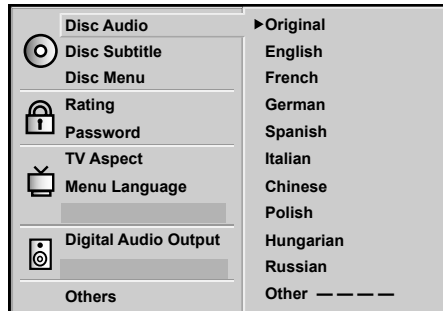 Disc Audio
Disc Subtitle
Disc Menu
Rating
Password
TV Aspect
Menu Language
Digital Audio Output
Others
Original
English
French
German
Spanish
Italian
Chinese
Polish
Hungarian
Russian
Other — — — —